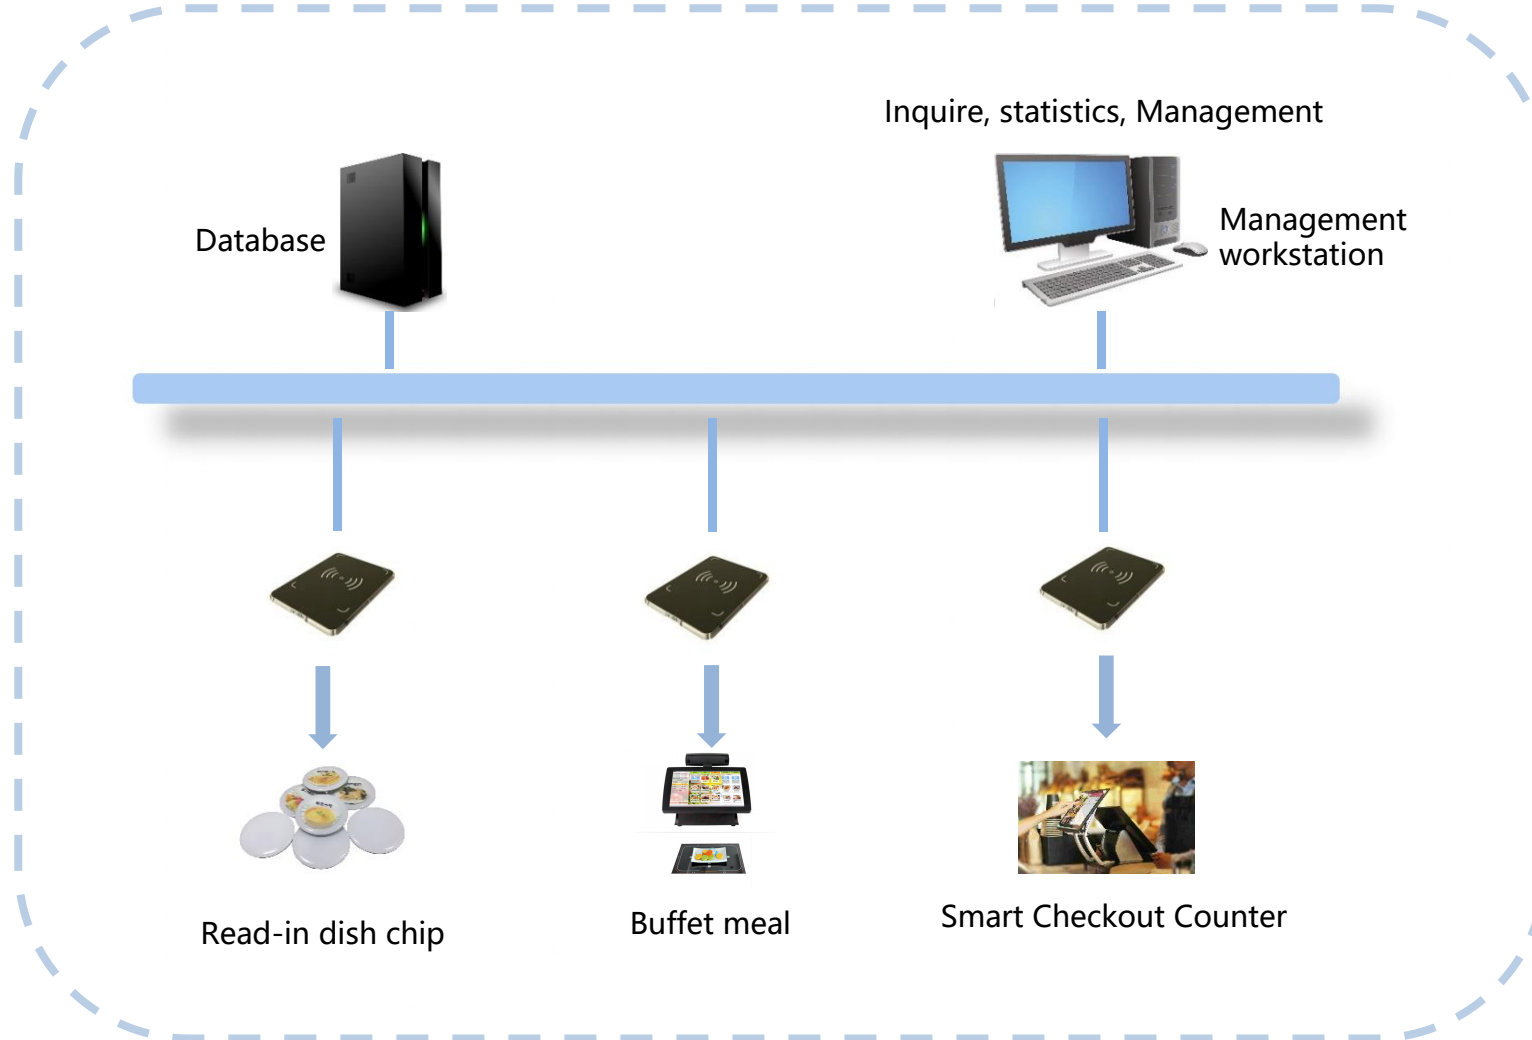 Inquire, statistics, Management
Database
Management
workstation
Read-in dish chip
Buffet meal
Smart Checkout Counter